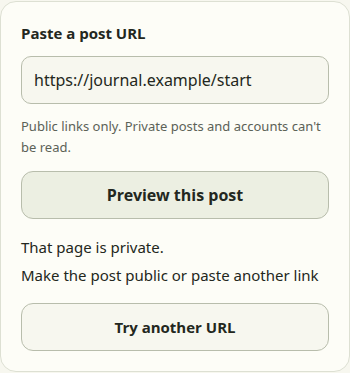 Paste a post URL
https://journal.example/start
Public links only. Private posts and accounts can't
be read.
Preview this post
That page is private.
Make the post public or paste another link
Try another URL